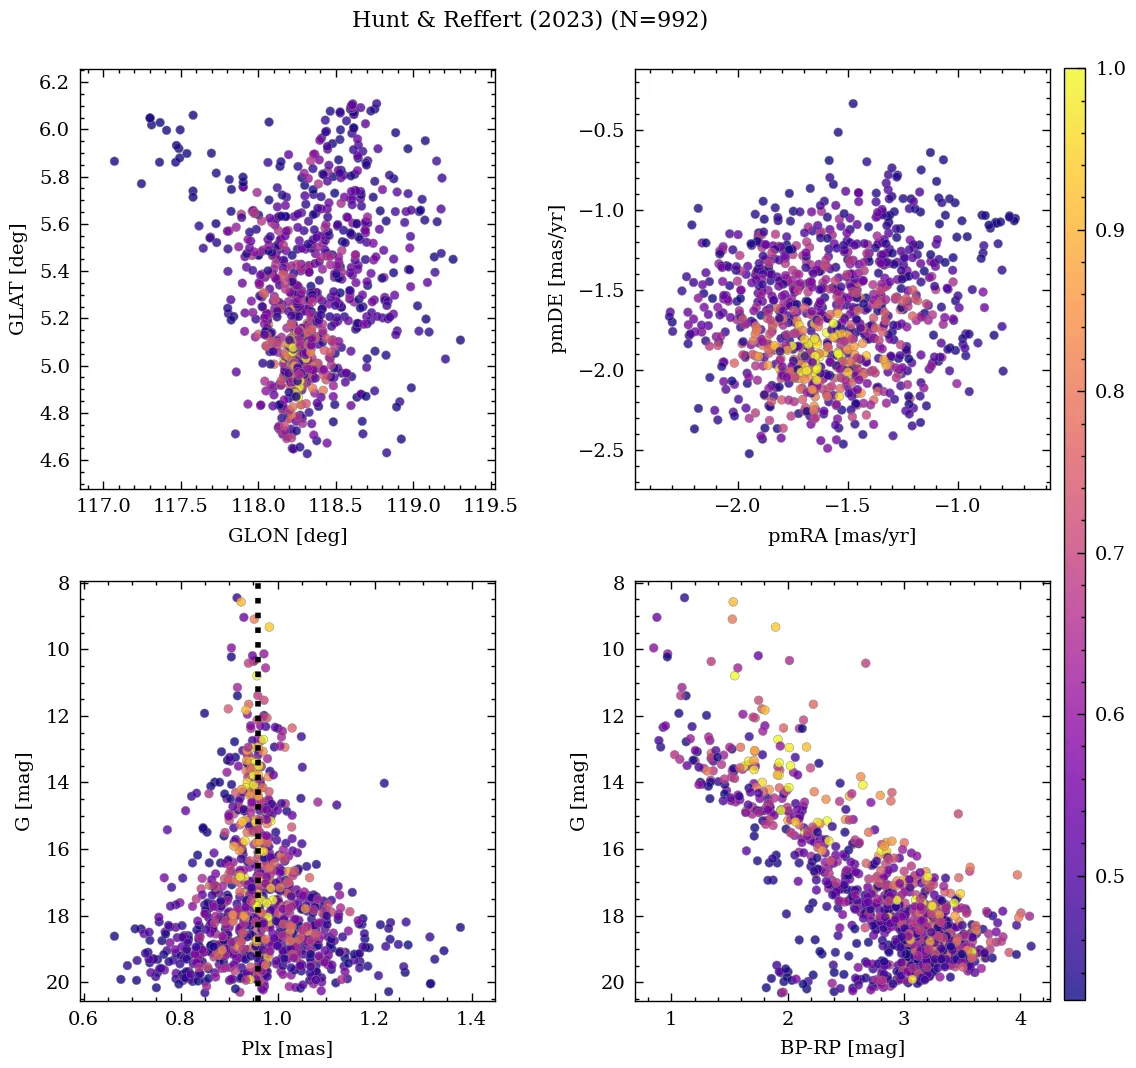 Hunt & Reffert (2023) (N=992)
6.2
6.0
5.8
5.6
5.4
5.2
5.0
4.8
4.6
GLAT [deg]
117.0 117.5 118.0 118.5 119.0 119.5
GLON [deg]
−0.5
−1.0
−1.5
−2.0
−2.5
pmDE [mas/yr]
−2.0 −1.5 −1.0
pmRA [mas/yr]
8
10
12
14
16
18
20
G [mag]
0.6 0.8 1.0 1.2 1.4
Plx [mas]
8
10
12
14
16
18
20
G [mag]
1 2 3 4
BP-RP [mag]
1.0
0.9
0.8
0.7
0.6
0.5